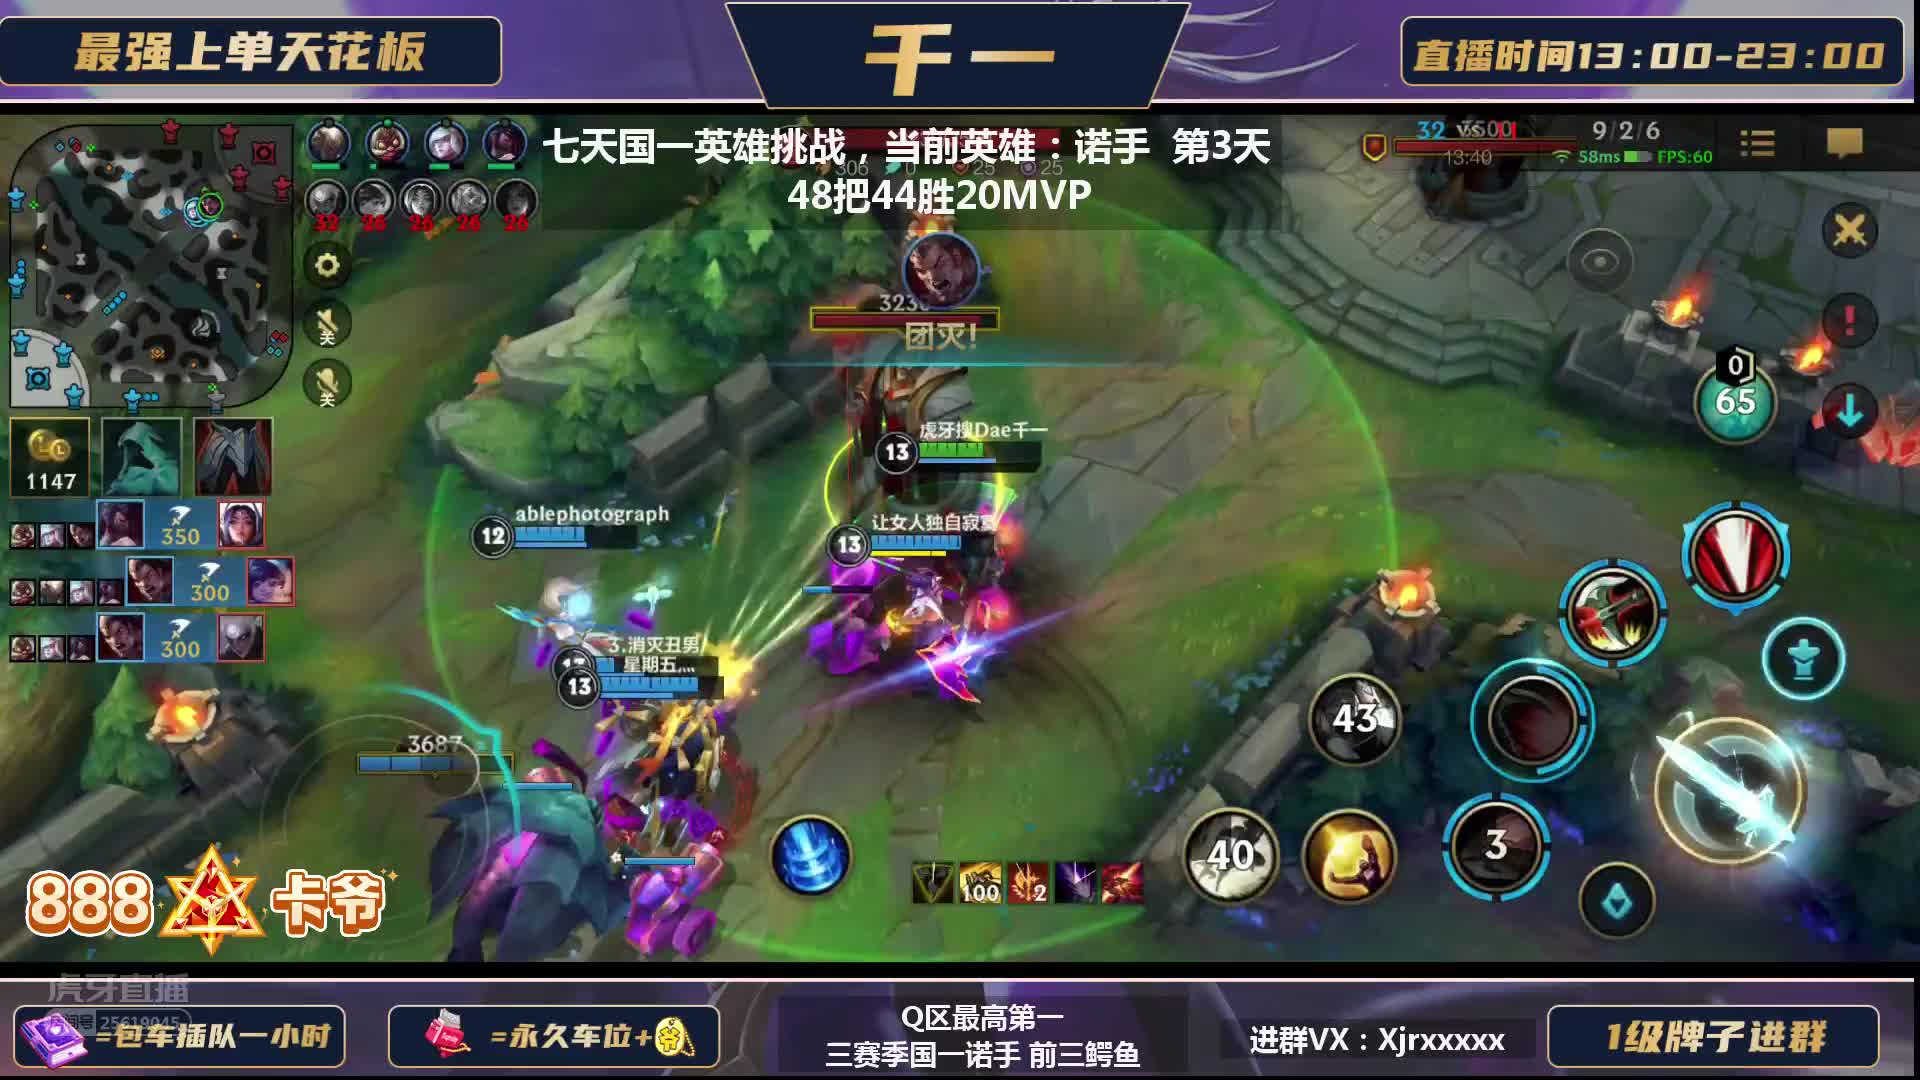 最强上单天花板
千一
直播时间13:00-23:00
七天国一英雄挑战，当前英雄：诺手 第3天
48把44胜20MVP
32 vs
13:40
9/2/6
58ms
FPS:60
306
0
25
25
32
26
26
26
26
关
关
团灭!
0
65
1147
虎牙搜Dae千一
13
ablephotograph
12
让女人独自寂寞
13
350
300
300
3.消灭丑男
星期五...
13
3687
43
40
3
100
2
888
卡爷
虎牙直播
25619045
=包车插队一小时
=永久车位+
爷
Q区最高第一
三赛季国一诺手 前三鳄鱼
进群VX：Xjrxxxxx
1级牌子进群